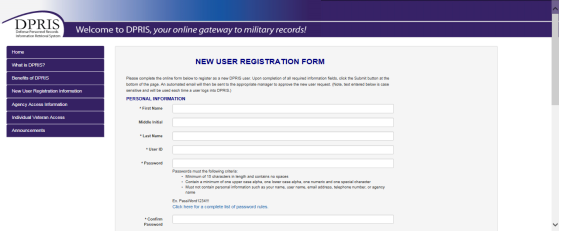 DPRIS
Defense Personnel Records
Information Retrieval System
Welcome to DPRIS, your online gateway to military records!
Home
What is DPRIS?
Benefits of DPRIS
New User Registration Information
Agency Access Information
Individual Veteran Access
Announcements
NEW USER REGISTRATION FORM
Please complete the online form below to register as a new DPRIS user. Upon completion of all required information fields, click the Submit button at the
bottom of the page. An automated email will then be sent to the appropriate manager to approve the new user request. (Note, text entered below is case
sensitive and will be used each time a user logs into DPRIS.)
PERSONAL INFORMATION
* First Name
Middle Initial
* Last Name
* User ID
* Password
Passwords must the following criteria:
• Minimum of 10 characters in length and contains no spaces
• Contain a minimum of one upper case alpha, one lower case alpha, one numeric and one special character
• Must not contain personal information such as your name, user name, email address, telephone number, or agency
name
Click here for a complete list of password rules.
* Confirm
Password